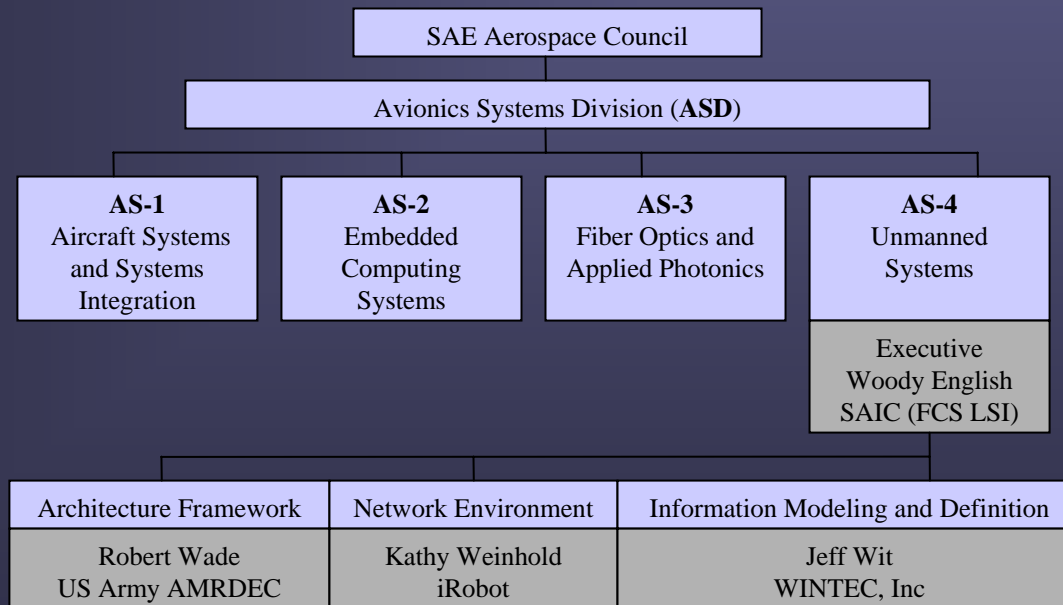 SAE Aerospace Council
Avionics Systems Division (ASD)
AS-1
Aircraft Systems
and Systems
Integration
AS-2
Embedded
Computing
Systems
AS-3
Fiber Optics and
Applied Photonics
AS-4
Unmanned
Systems
Executive
Woody English
SAIC (FCS LSI)
Architecture Framework
Robert Wade
US Army AMRDEC
Network Environment
Kathy Weinhold
iRobot
Information Modeling and Definition
Jeff Wit
WINTEC, Inc